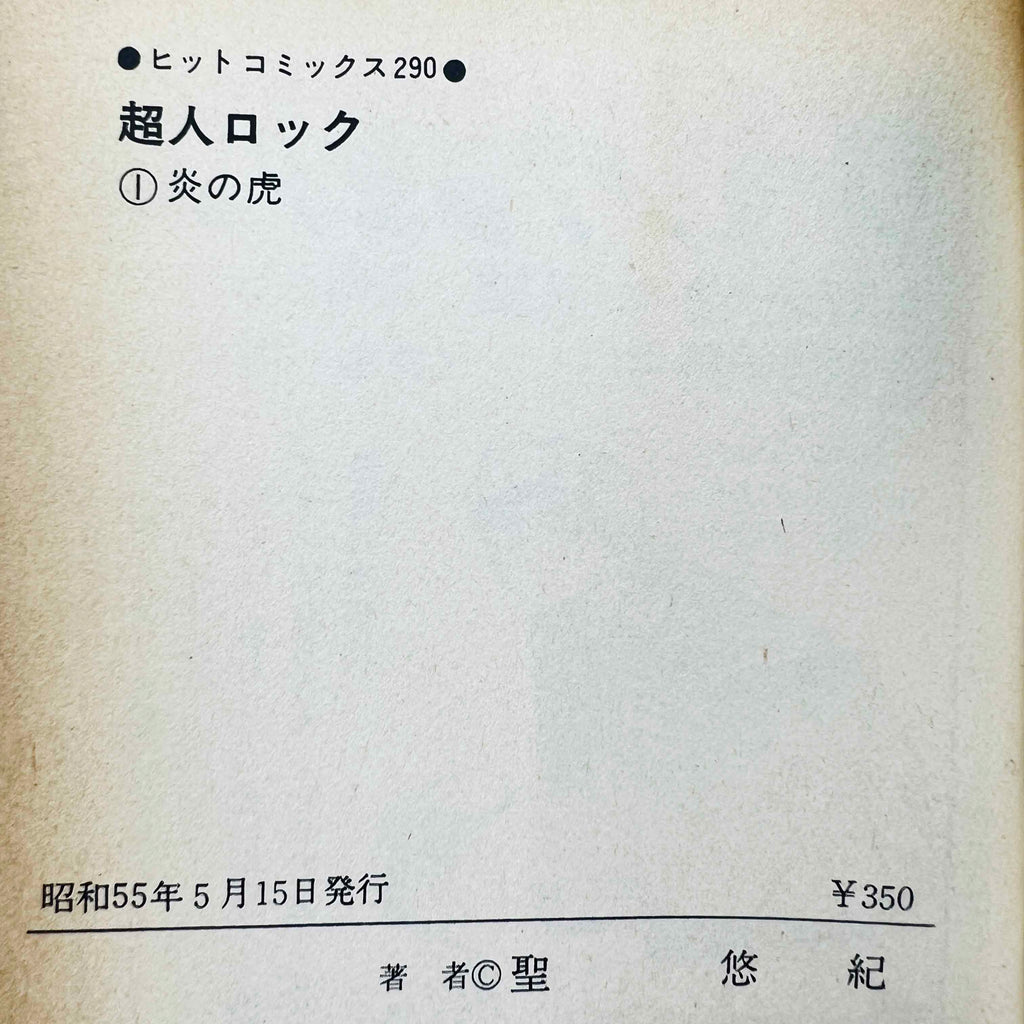 ●ヒットコミックス290●
超人ロック
①炎の虎
昭和55年5月15日発行 ¥350
著 者©聖 悠 紀